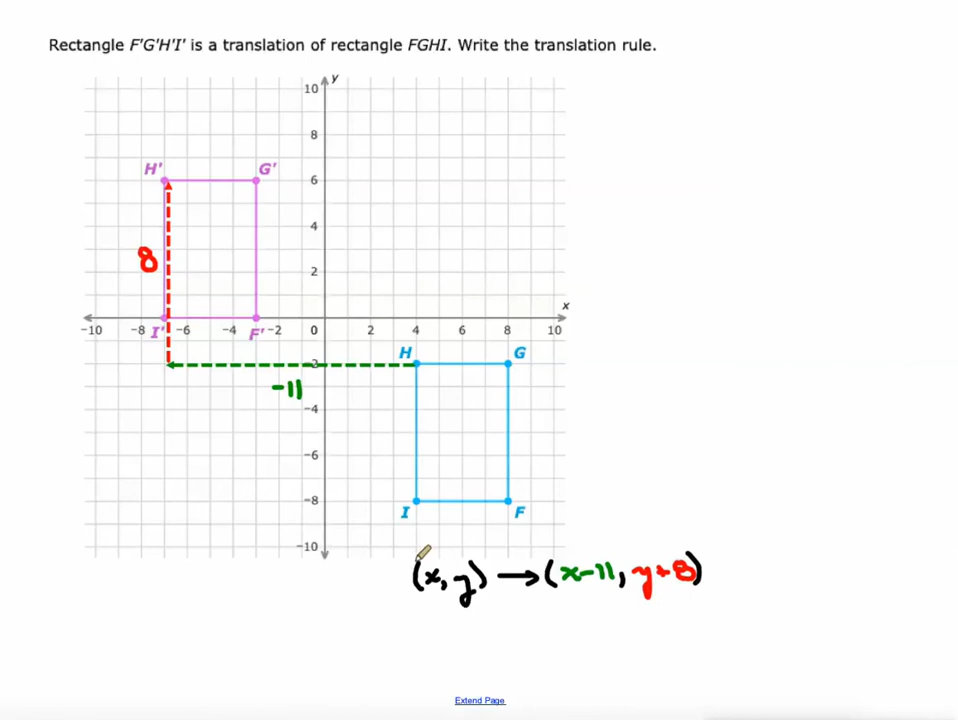 Rectangle F'G'H'I' is a translation of rectangle FGHI. Write the translation rule.
y
10
8
H' G'
6
4
8
2
x
-10 -8 I' -6 -4 F' -2 0 2 4 6 8 10
H G
-2
-11
-4
-6
-8
I F
-10
(x, y) → (x-11, y+8)
Extend Page